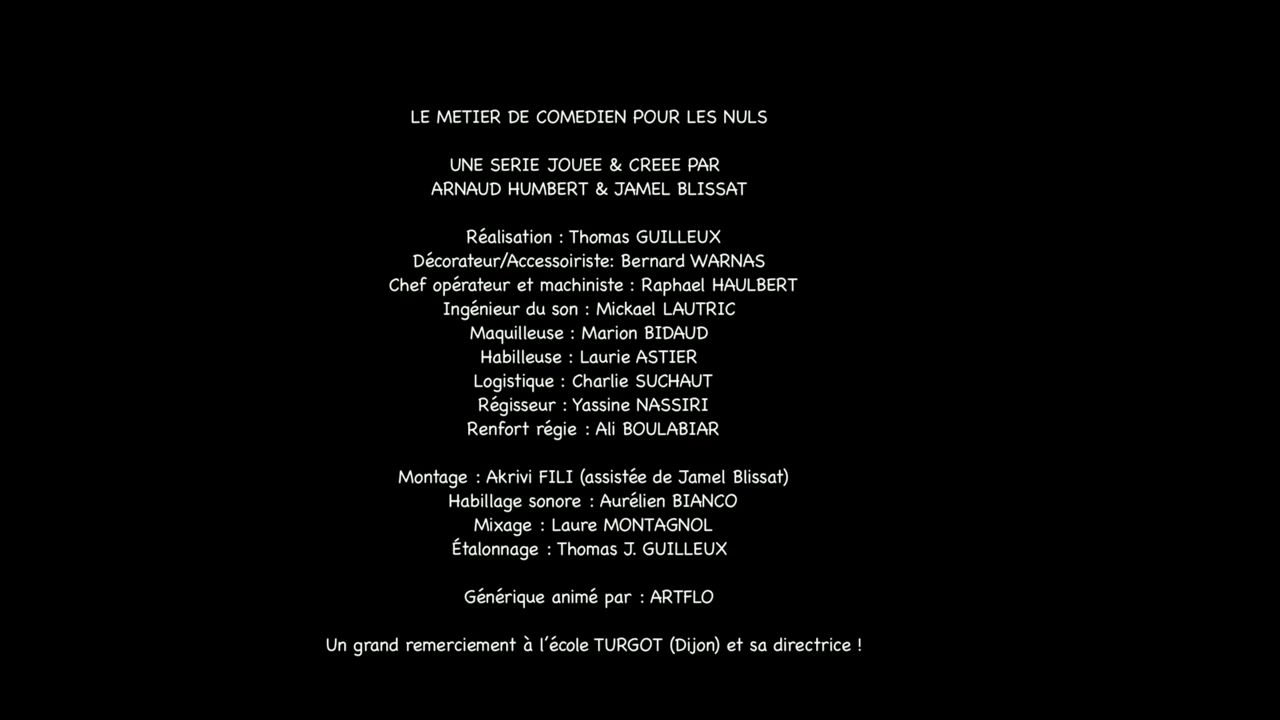 LE METIER DE COMEDIEN POUR LES NULS
UNE SERIE JOUEE & CREEE PAR
ARNAUD HUMBERT & JAMEL BLISSAT
Réalisation : Thomas GUILLEUX
Décorateur/Accessoiriste: Bernard WARNAS
Chef opérateur et machiniste : Raphael HAULBERT
Ingénieur du son : Mickael LAUTRIC
Maquilleuse : Marion BIDAUD
Habilleuse : Laurie ASTIER
Logistique : Charlie SUCHAUT
Régisseur : Yassine NASSIRI
Renfort régie : Ali BOULABIAR
Montage : Akrivi FILI (assistée de Jamel Blissat)
Habillage sonore : Aurélien BIANCO
Mixage : Laure MONTAGNOL
Étalonnage : Thomas J. GUILLEUX
Générique animé par : ARTFLO
Un grand remerciement à l'école TURGOT (Dijon) et sa directrice !